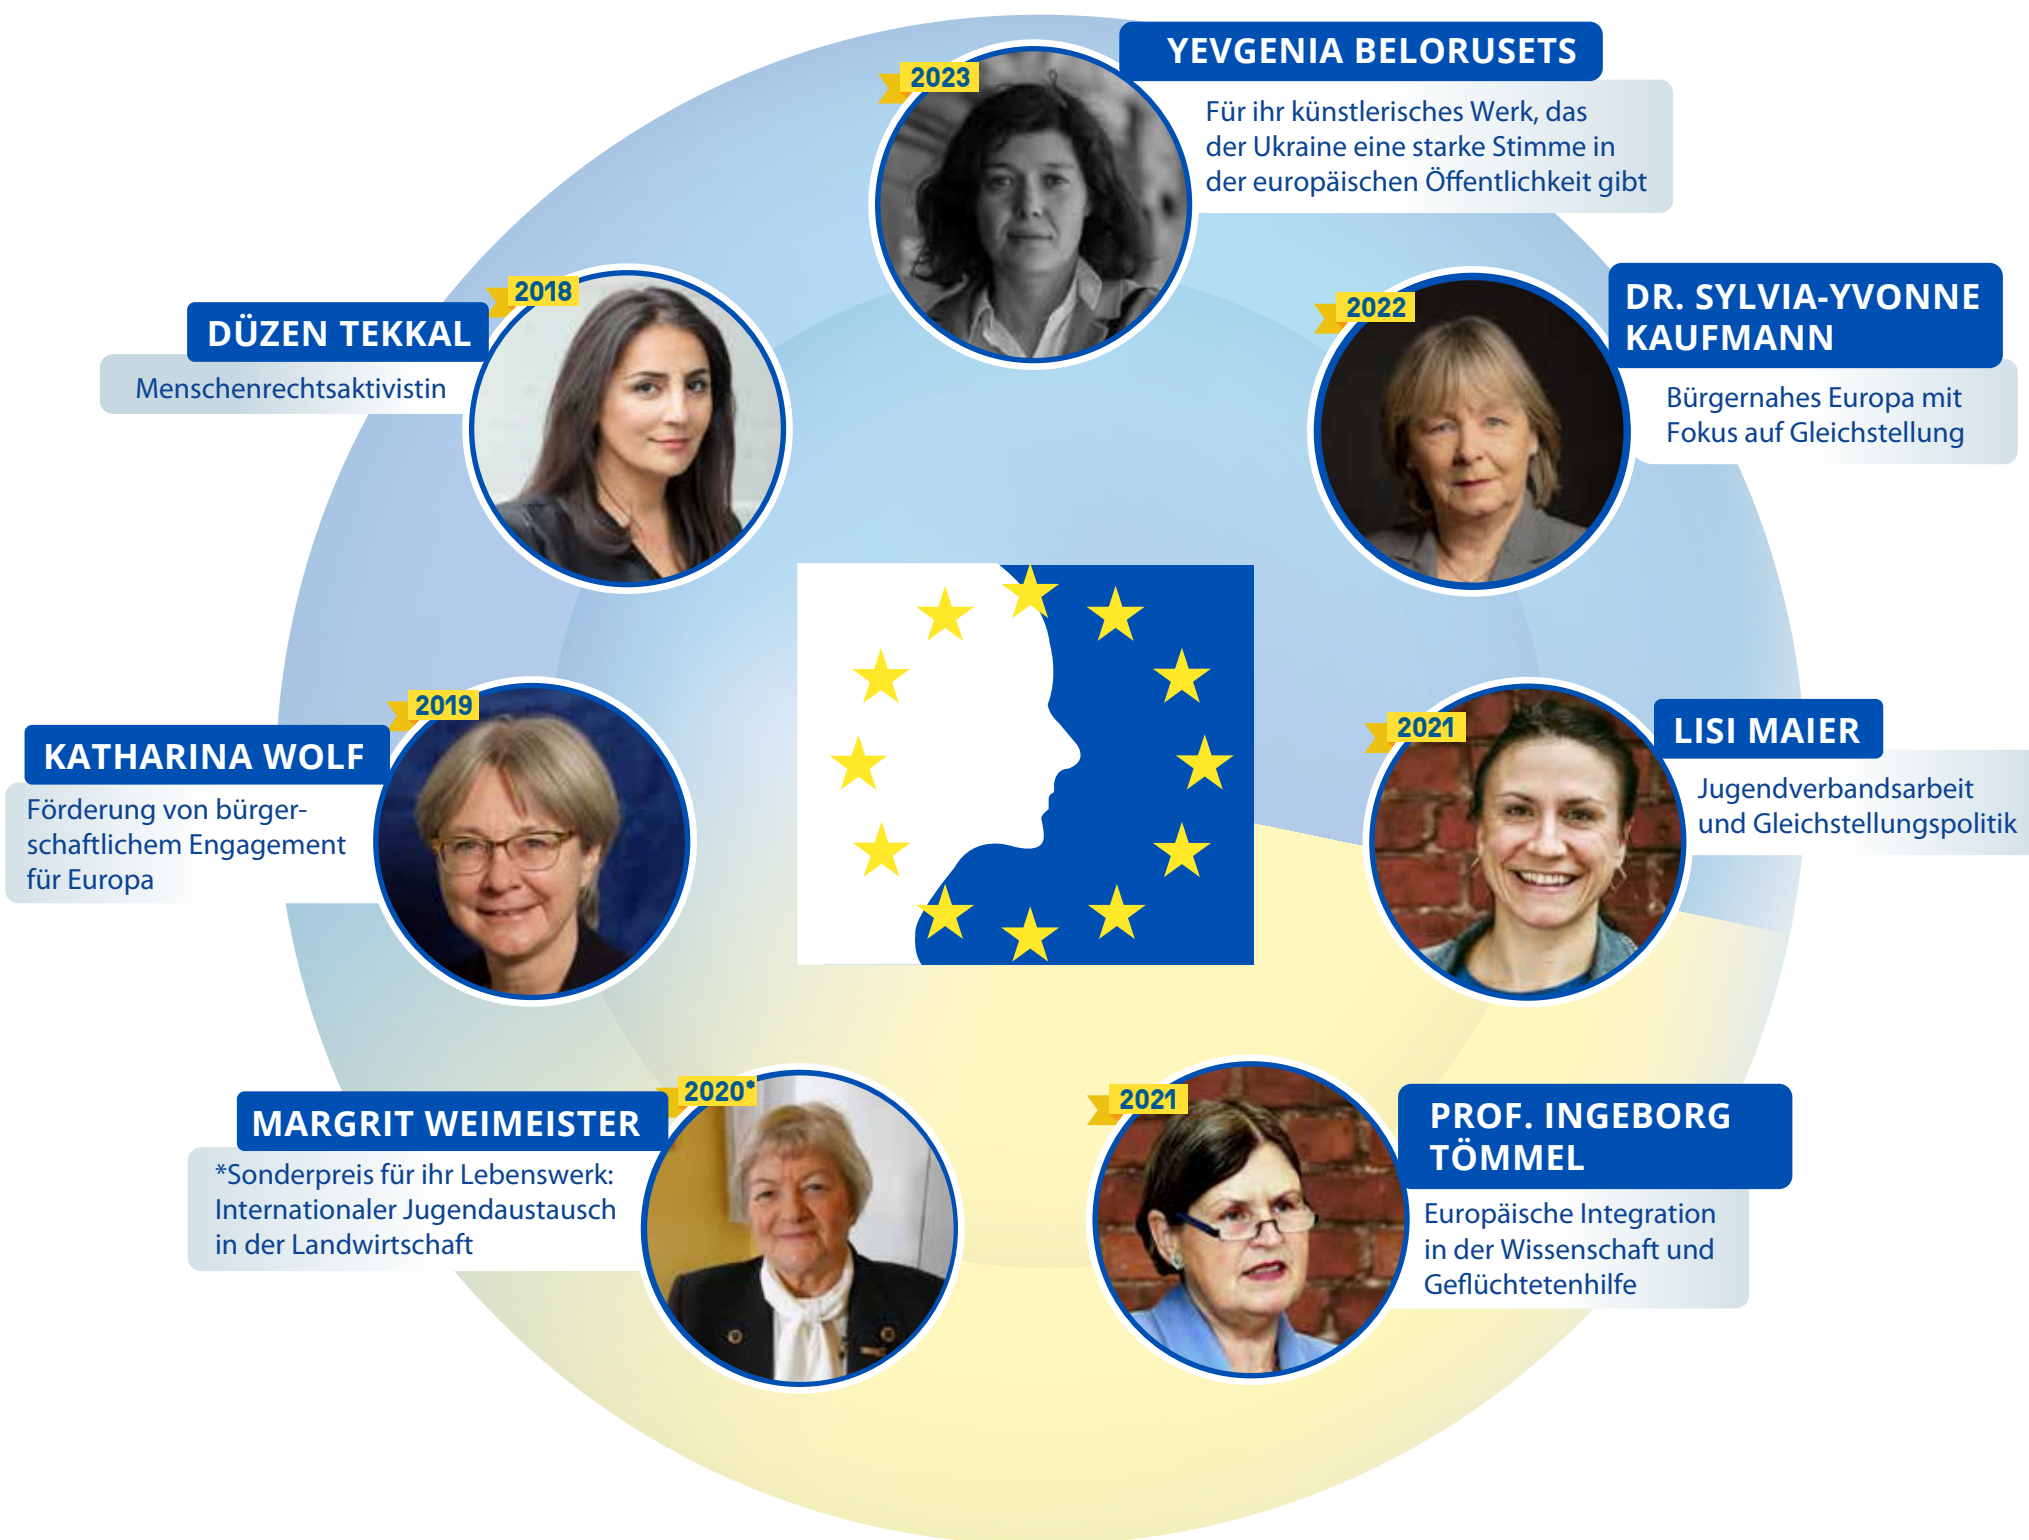 2023
YEVGENIA BELORUSETS
Für ihr künstlerisches Werk, das
der Ukraine eine starke Stimme in
der europäischen Öffentlichkeit gibt
2018
DÜZEN TEKKAL
Menschenrechtsaktivistin
2022
DR. SYLVIA-YVONNE
KAUFMANN
Bürgernahes Europa mit
Fokus auf Gleichstellung
2019
KATHARINA WOLF
Förderung von bürger-
schaftlichem Engagement
für Europa
2021
LISI MAIER
Jugendverbandsarbeit
und Gleichstellungspolitik
2020*
MARGRIT WEIMEISTER
*Sonderpreis für ihr Lebenswerk:
Internationaler Jugendaustausch
in der Landwirtschaft
2021
PROF. INGEBORG
TÖMMEL
Europäische Integration
in der Wissenschaft und
Geflüchtetenhilfe